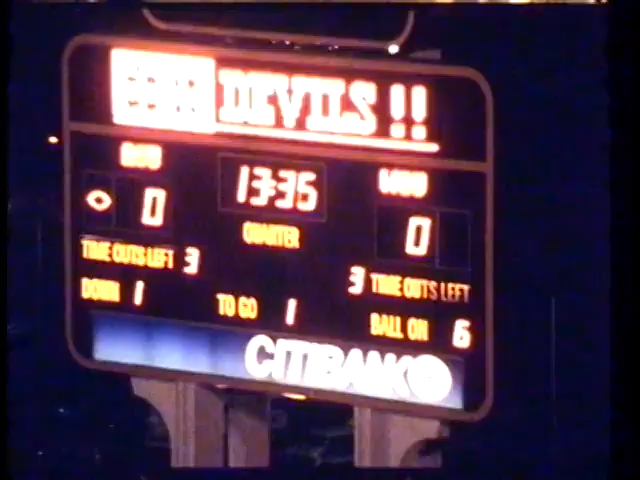 DEVILS !!
13:35
0 0
QUARTER
TIME OUTS LEFT 3
3 TIME OUTS LEFT
DOWN 1 TO GO 1 BALL ON 15
CITIBANK